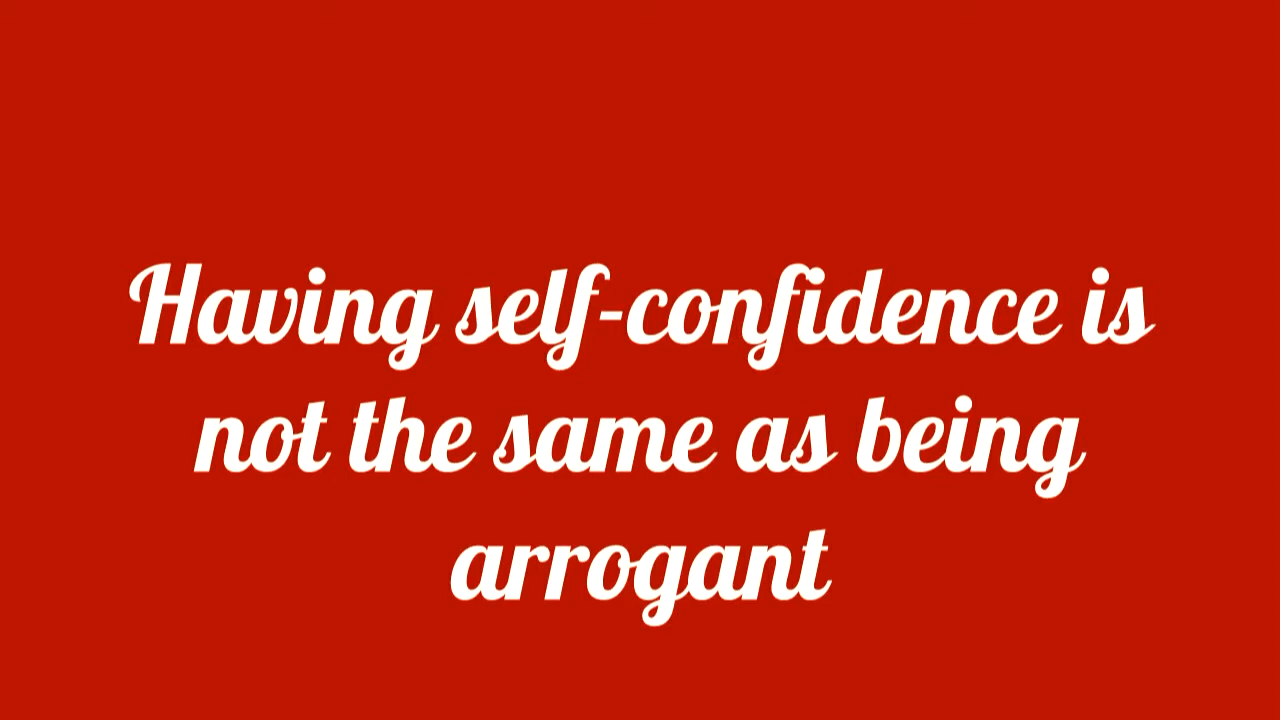 Having self-confidence is
not the same as being
arrogant